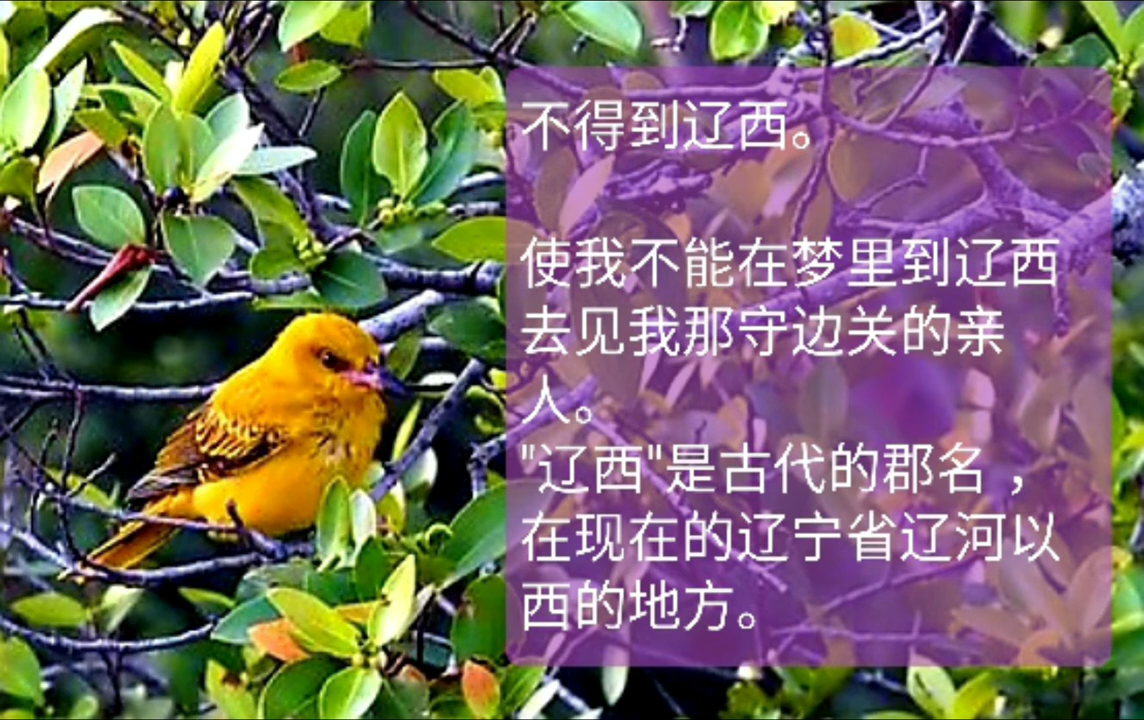 不得到辽西。
使我不能在梦里到辽西
去见我那守边关的亲
人。
"辽西"是古代的郡名，
在现在的辽宁省辽河以
西的地方。